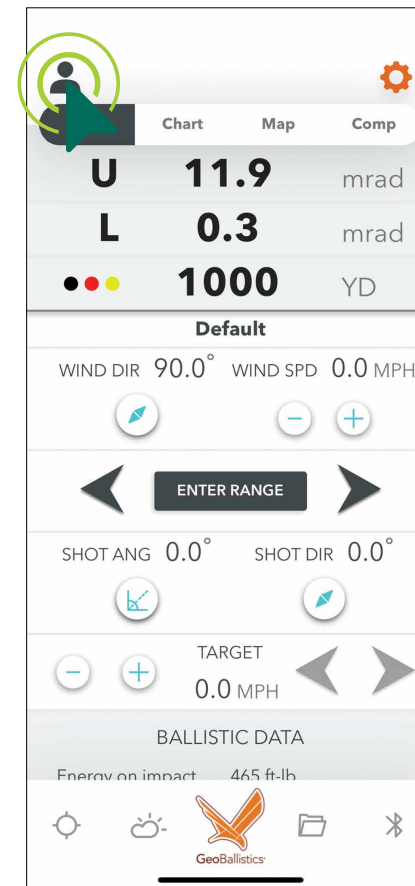 Chart Map Comp
U 11.9 mrad
L 0.3 mrad
1000 YD
Default
WIND DIR 90.0° WIND SPD 0.0 MPH
ENTER RANGE
SHOT ANG 0.0° SHOT DIR 0.0°
TARGET
0.0 MPH
BALLISTIC DATA
Energy on impact 465 ft-lb
GeoBallistics